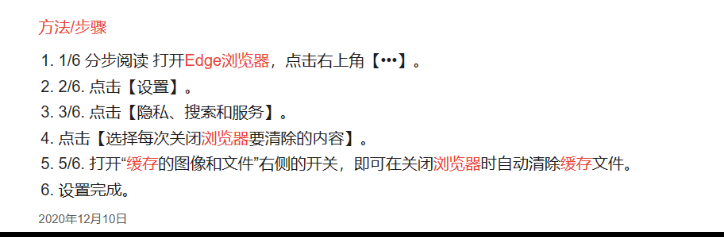 方法/步骤
1. 1/6 分步阅读 打开Edge浏览器，点击右上角【•••】。
2. 2/6. 点击【设置】。
3. 3/6. 点击【隐私、搜索和服务】。
4. 点击【选择每次关闭浏览器要清除的内容】。
5. 5/6. 打开“缓存的图像和文件”右侧的开关，即可在关闭浏览器时自动清除缓存文件。
6. 设置完成。
2020年12月10日